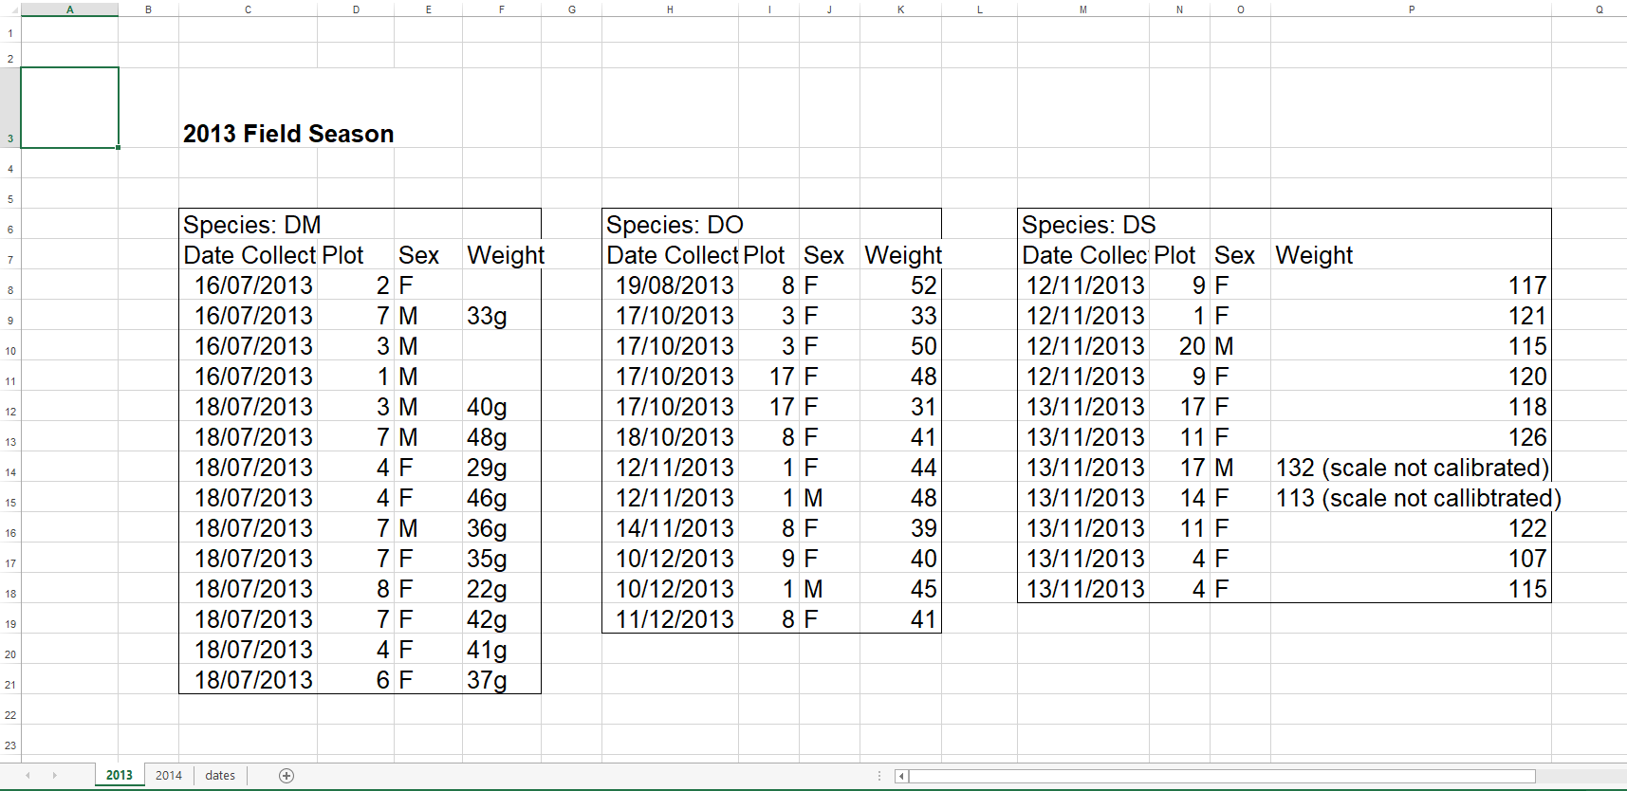 A B C D E F G H I J K L M N O P Q
1
2
3 2013 Field Season
4
5
6 Species: DM Species: DO Species: DS
7 Date Collect Plot Sex Weight Date Collect Plot Sex Weight Date Collec Plot Sex Weight
8 16/07/2013 2 F 19/08/2013 8 F 52 12/11/2013 9 F 117
9 16/07/2013 7 M 33g 17/10/2013 3 F 33 12/11/2013 1 F 121
10 16/07/2013 3 M 17/10/2013 3 F 50 12/11/2013 20 M 115
11 16/07/2013 1 M 17/10/2013 17 F 48 12/11/2013 9 F 120
12 18/07/2013 3 M 40g 17/10/2013 17 F 31 13/11/2013 17 F 118
13 18/07/2013 7 M 48g 18/10/2013 8 F 41 13/11/2013 11 F 126
14 18/07/2013 4 F 29g 12/11/2013 1 F 44 13/11/2013 17 M 132 (scale not calibrated)
15 18/07/2013 4 F 46g 12/11/2013 1 M 48 13/11/2013 14 F 113 (scale not callibtrated)
16 18/07/2013 7 M 36g 14/11/2013 8 F 39 13/11/2013 11 F 122
17 18/07/2013 7 F 35g 10/12/2013 9 F 40 13/11/2013 4 F 107
18 18/07/2013 8 F 22g 10/12/2013 1 M 45 13/11/2013 4 F 115
19 18/07/2013 7 F 42g 11/12/2013 8 F 41
20 18/07/2013 4 F 41g
21 18/07/2013 6 F 37g
22
23
2013 2014 dates